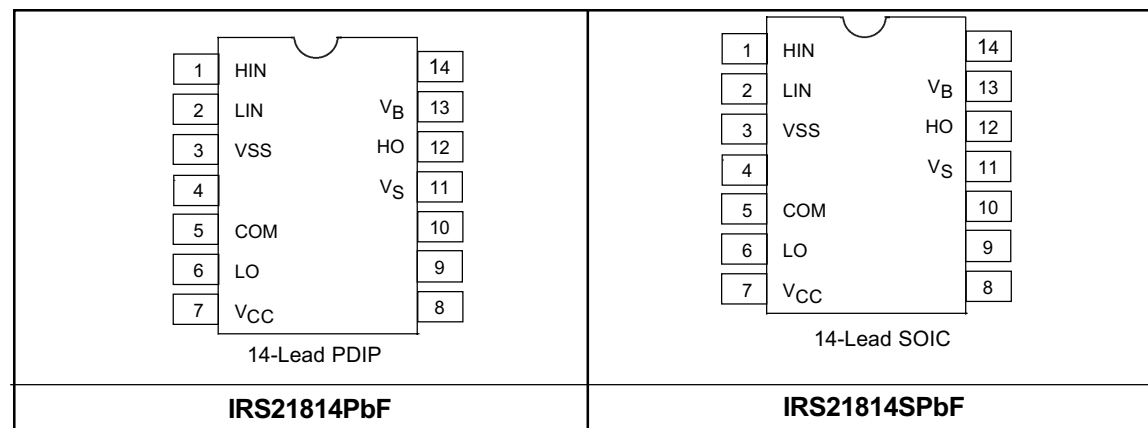 1 HIN 14
2 LIN VB 13
3 VSS HO 12
4 VS 11
5 COM 10
6 LO 9
7 VCC 8
14-Lead PDIP
IRS21814PbF
1 HIN 14
2 LIN VB 13
3 VSS HO 12
4 VS 11
5 COM 10
6 LO 9
7 VCC 8
14-Lead SOIC
IRS21814SPbF